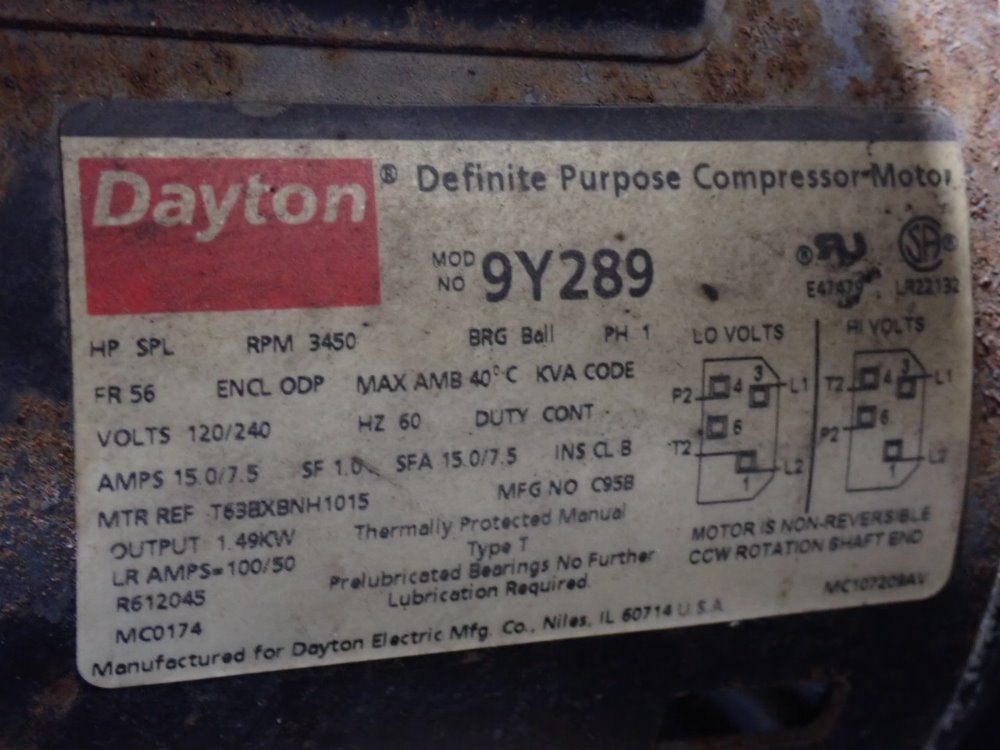 Dayton ® Definite Purpose Compressor Motor
MOD NO 9Y289
E47479 LR22132
HP SPL RPM 3450 BRG Ball PH 1
FR 56 ENCL ODP MAX AMB 40°C KVA CODE
VOLTS 120/240 HZ 60 DUTY CONT
AMPS 15.0/7.5 SF 1.0 SFA 15.0/7.5 INS CL B
MTR REF T63BXBNH1015 MFG NO C95B
OUTPUT 1.49KW Thermally Protected Manual
Type T
LR AMPS=100/50 Prelubricated Bearings No Further
R612045 Lubrication Required.
MC0174
Manufactured for Dayton Electric Mfg. Co., Niles, IL 60714 U.S.A.
LO VOLTS
P2 4 3 L1
6
T2 1 L2
HI VOLTS
T2 4 3 L1
P2 6
1 L2
MOTOR IS NON-REVERSIBLE
CCW ROTATION SHAFT END
MC107209AV